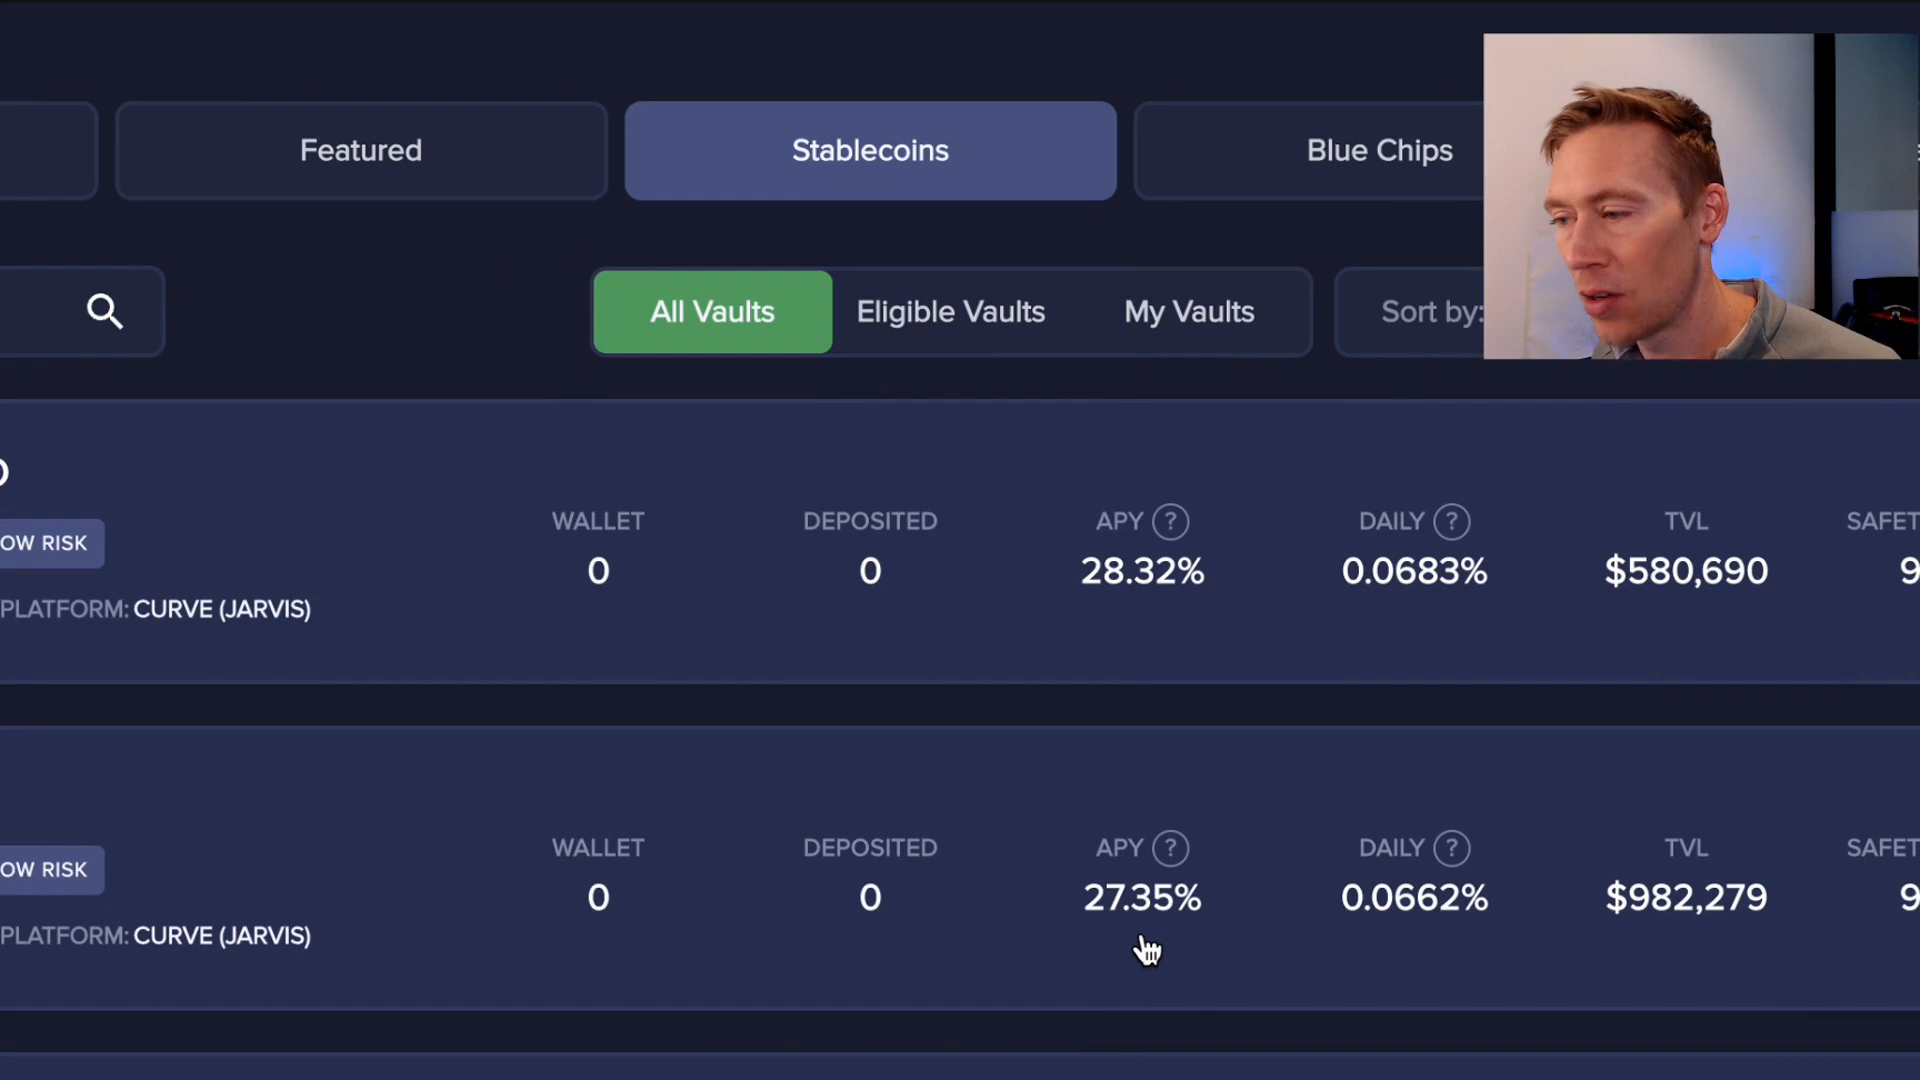 Featured
Stablecoins
Blue Chips
All Vaults
Eligible Vaults
My Vaults
Sort by:
OW RISK
PLATFORM: CURVE (JARVIS)
WALLET
0
DEPOSITED
0
APY ?
28.32%
DAILY ?
0.0683%
TVL
$580,690
SAFET
9
OW RISK
PLATFORM: CURVE (JARVIS)
WALLET
0
DEPOSITED
0
APY ?
27.35%
DAILY ?
0.0662%
TVL
$982,279
SAFET
9